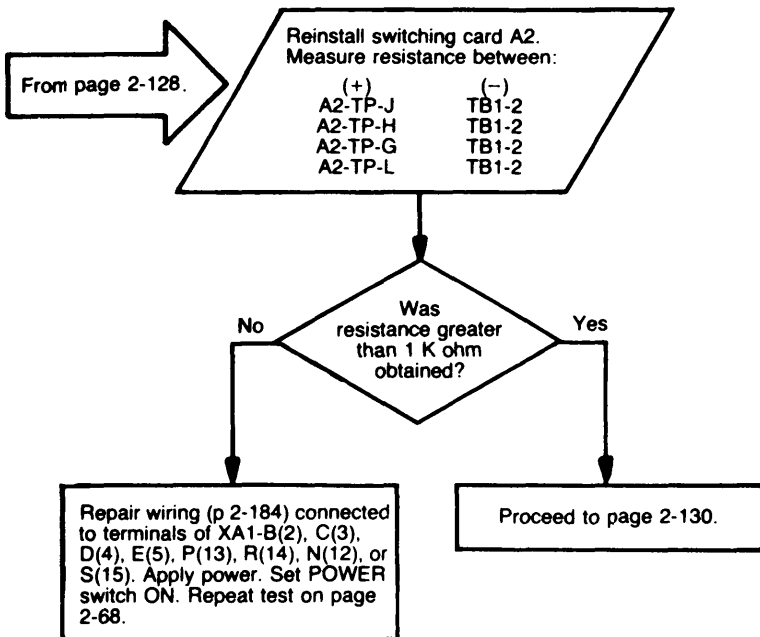 From page 2-128.
Reinstall switching card A2.
Measure resistance between:
(+) (−)
A2-TP-J TB1-2
A2-TP-H TB1-2
A2-TP-G TB1-2
A2-TP-L TB1-2
Was
resistance greater
than 1 K ohm
obtained?
No
Yes
Repair wiring (p 2-184) connected
to terminals of XA1-B(2), C(3),
D(4), E(5), P(13), R(14), N(12), or
S(15). Apply power. Set POWER
switch ON. Repeat test on page
2-68.
Proceed to page 2-130.